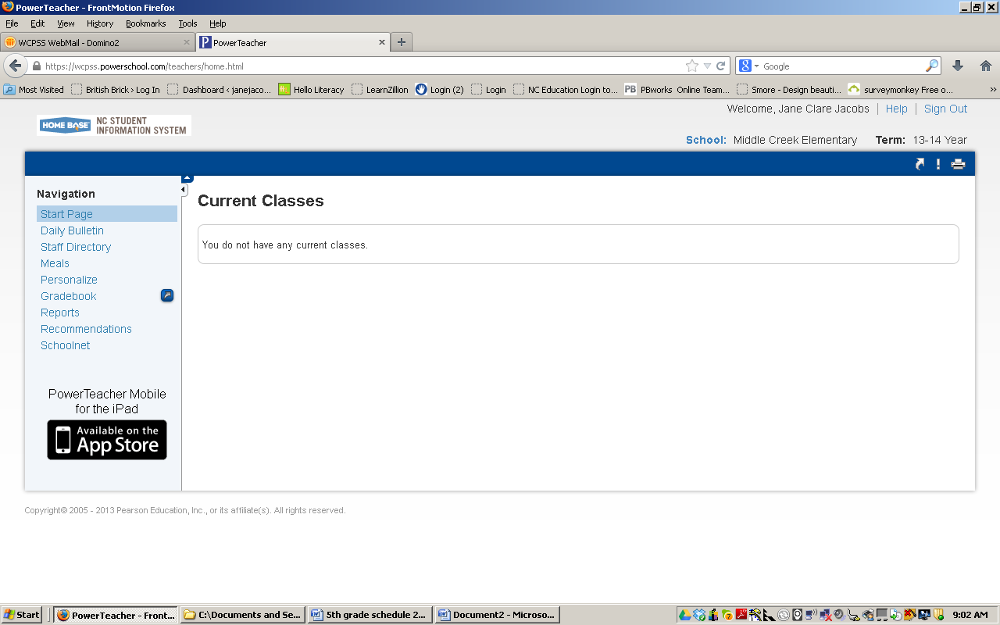 PowerTeacher - FrontMotion Firefox
File Edit View History Bookmarks Tools Help
WCPSS WebMail - Domino2 PowerTeacher
https://wcpss.powerschool.com/teachers/home.html Google
Most Visited British Brick › Log In Dashboard ‹ janejaco... Hello Literacy LearnZillion Login (2) Login NC Education Login to... PB PBworks Online Team... Smore - Design beauti... surveymonkey Free o... »
Welcome, Jane Clare Jacobs | Help | Sign Out
HOME BASE NC STUDENT
INFORMATION SYSTEM
School: Middle Creek Elementary Term: 13-14 Year
Navigation
Start Page
Daily Bulletin
Staff Directory
Meals
Personalize
Gradebook
Reports
Recommendations
Schoolnet
PowerTeacher Mobile
for the iPad
Available on the
App Store
Current Classes
You do not have any current classes.
Copyright© 2005 - 2013 Pearson Education, Inc., or its affiliate(s). All rights reserved.
Start PowerTeacher - Front... C:\Documents and Se... 5th grade schedule 2... Document2 - Microso... 9:02 AM